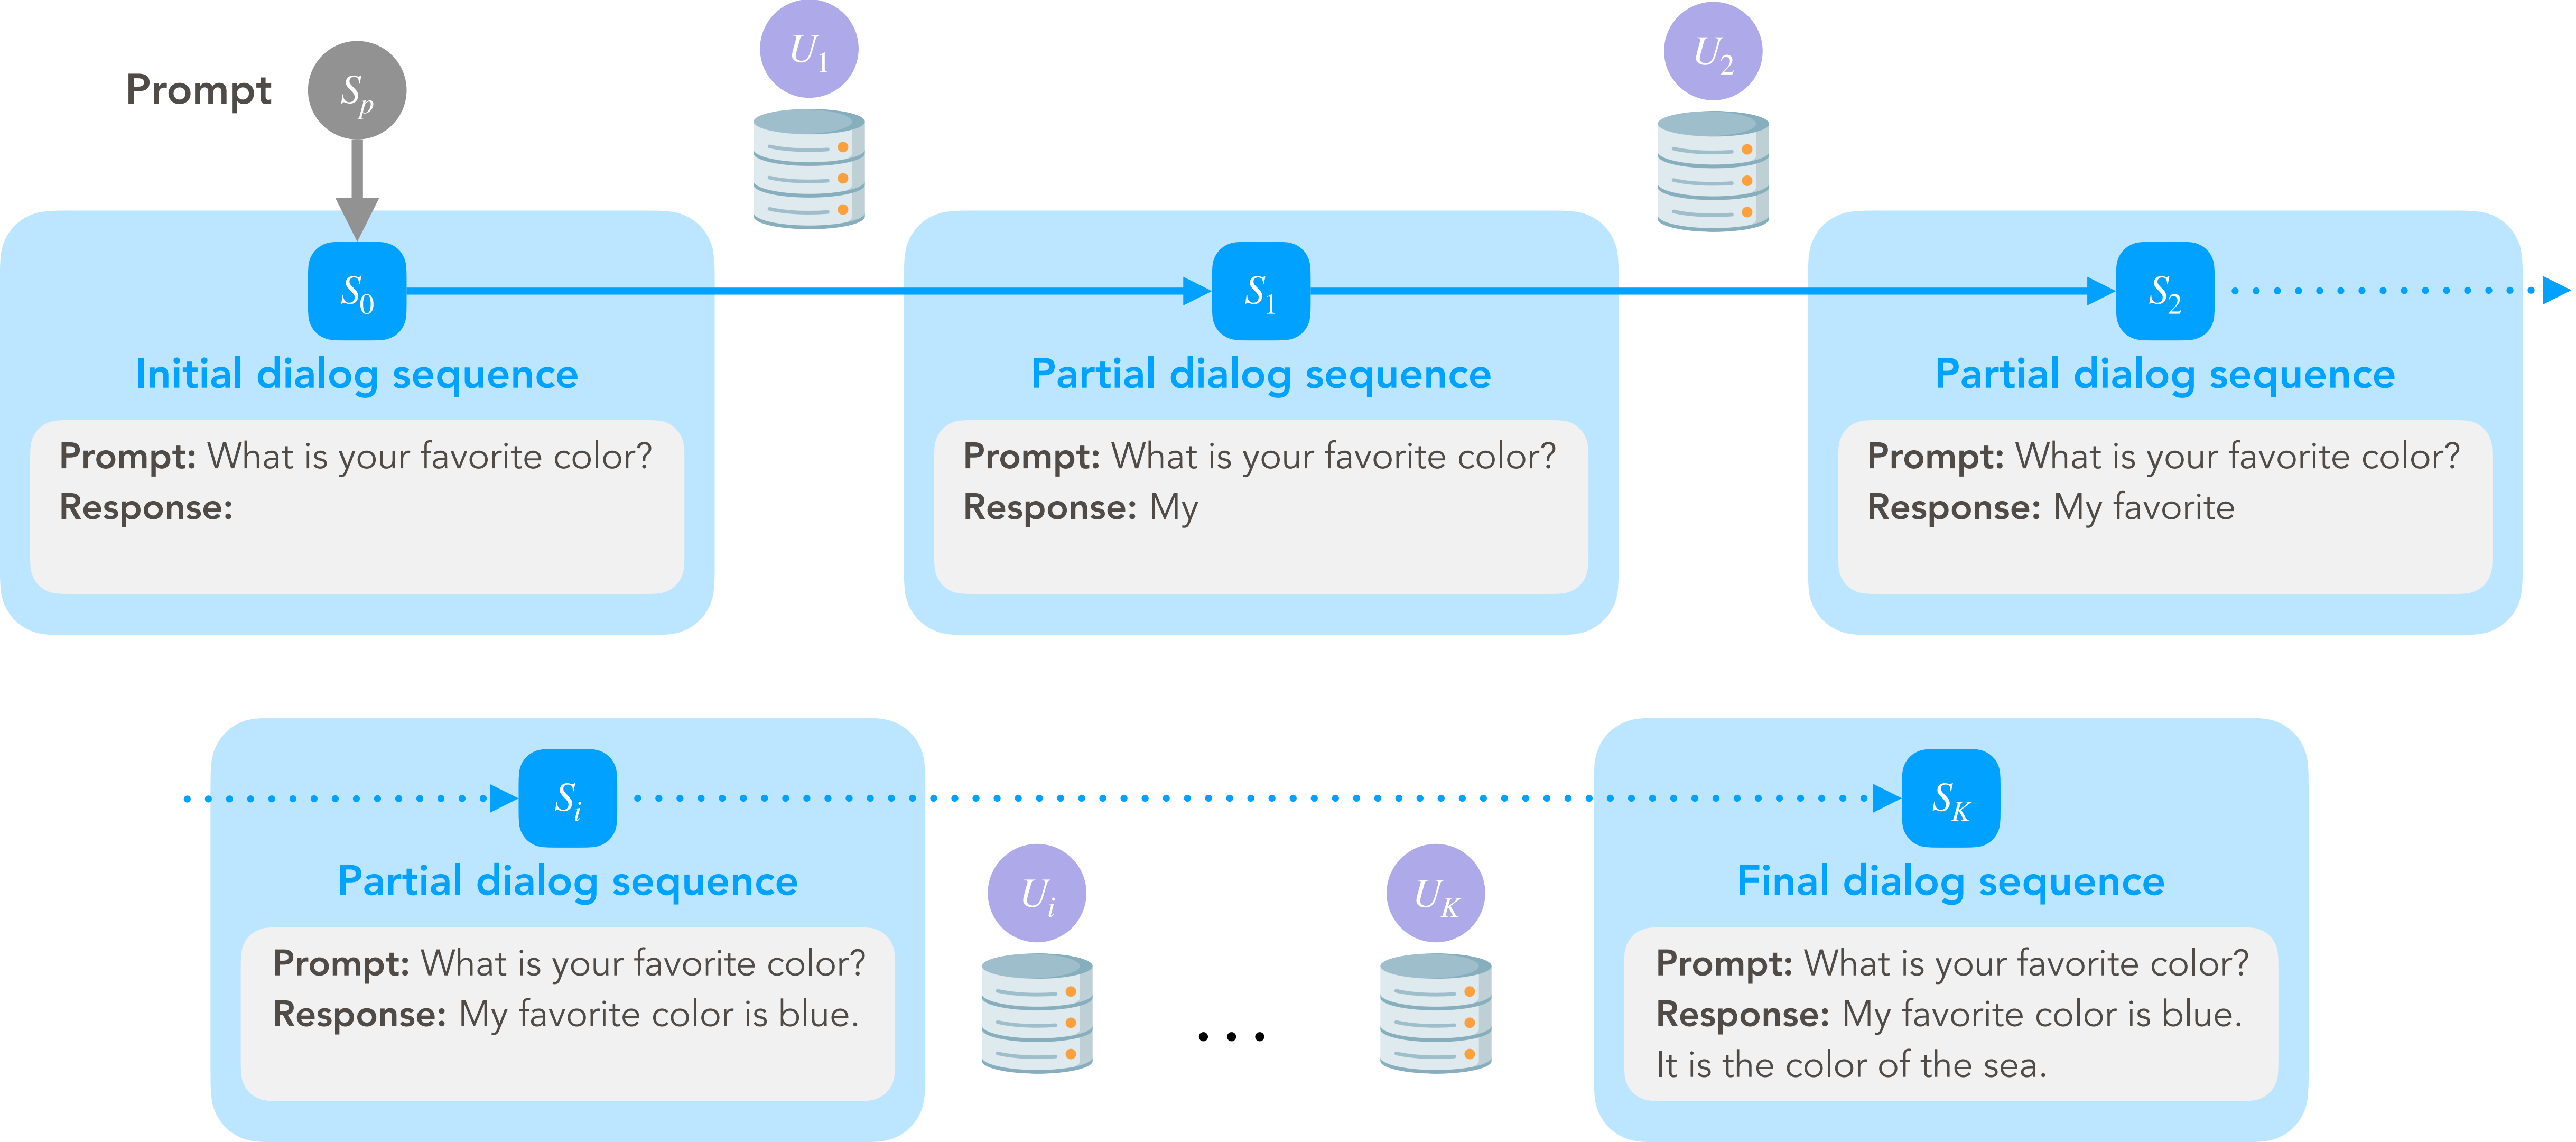 U1
U2
Prompt Sp
S0
S1
S2
Initial dialog sequence
Partial dialog sequence
Partial dialog sequence
Prompt: What is your favorite color?
Response:
Prompt: What is your favorite color?
Response: My
Prompt: What is your favorite color?
Response: My favorite
Si
SK
Partial dialog sequence
Ui
UK
Final dialog sequence
Prompt: What is your favorite color?
Response: My favorite color is blue.
...
Prompt: What is your favorite color?
Response: My favorite color is blue.
It is the color of the sea.